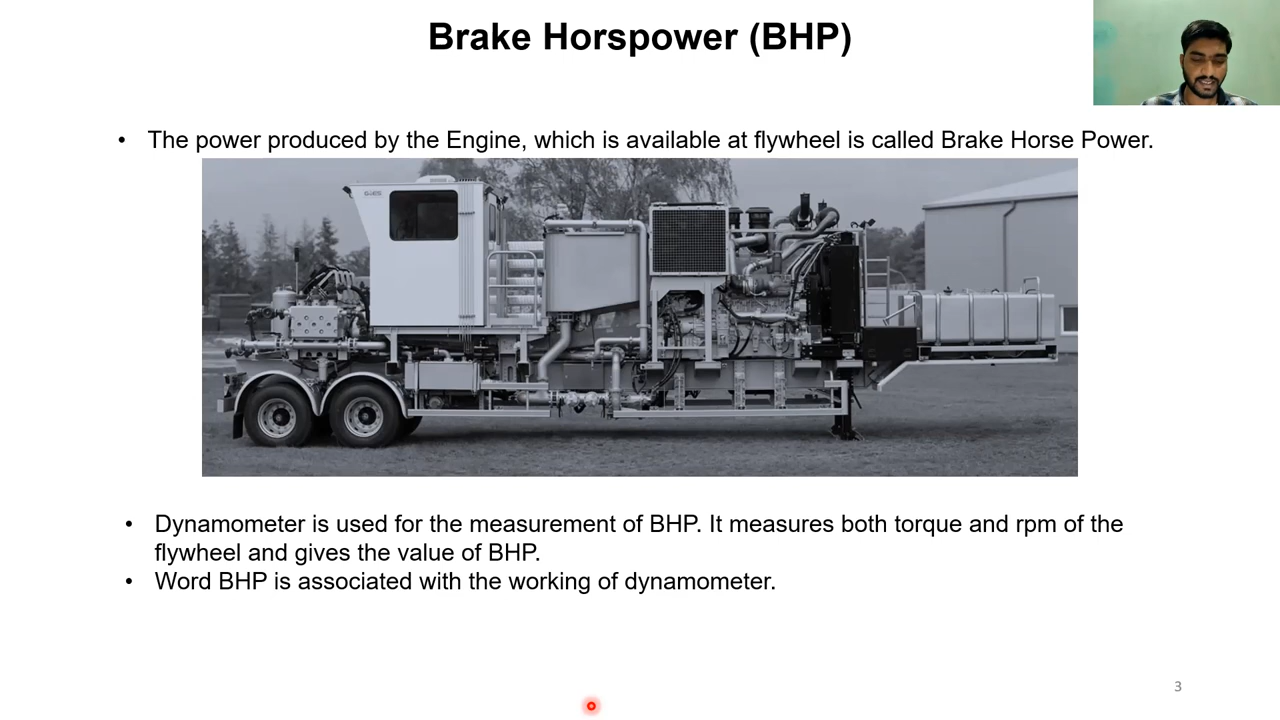 Brake Horspower (BHP)
• The power produced by the Engine, which is available at flywheel is called Brake Horse Power.
• Dynamometer is used for the measurement of BHP. It measures both torque and rpm of the
flywheel and gives the value of BHP.
• Word BHP is associated with the working of dynamometer.
3